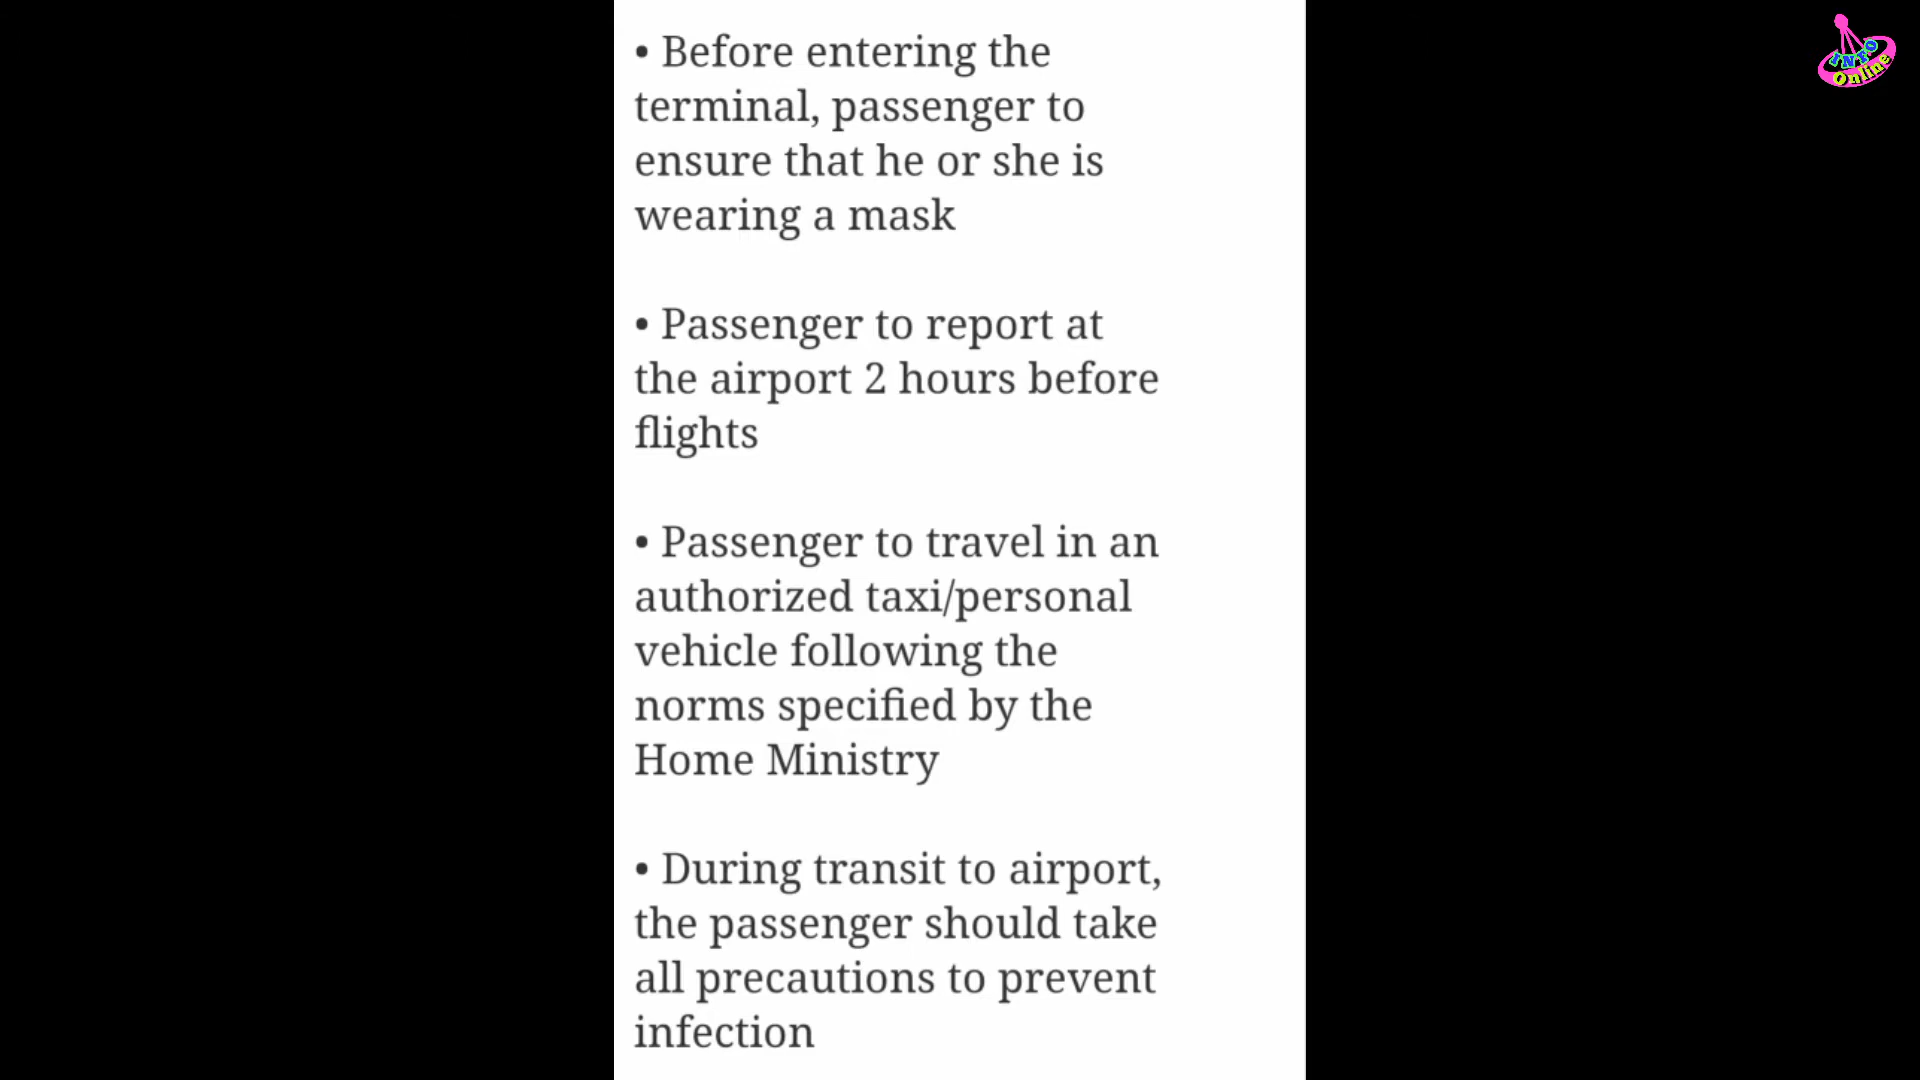 • Before entering the
terminal, passenger to
ensure that he or she is
wearing a mask
• Passenger to report at
the airport 2 hours before
flights
• Passenger to travel in an
authorized taxi/personal
vehicle following the
norms specified by the
Home Ministry
• During transit to airport,
the passenger should take
all precautions to prevent
infection
INFO
Online